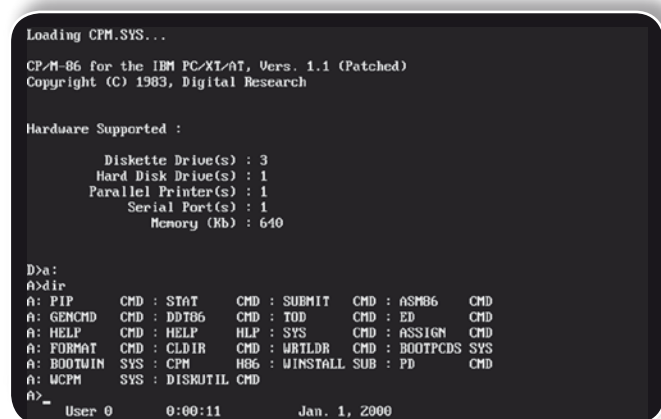 Loading CPM.SYS...
CP/M-86 for the IBM PC/XT/AT, Vers. 1.1 (Patched)
Copyright (C) 1983, Digital Research
Hardware Supported :
Diskette Drive(s) : 3
Hard Disk Drive(s) : 1
Parallel Printer(s) : 1
Serial Port(s) : 1
Memory (Kb) : 640
D>a:
A>dir
A: PIP      CMD : STAT     CMD : SUBMIT   CMD : ASM86    CMD
A: GENCMD   CMD : DDT86    CMD : TOD      CMD : ED       CMD
A: HELP     CMD : HELP     HLP : SYS      CMD : ASSIGN   CMD
A: FORMAT   CMD : CLDIR    CMD : WRTLDR   CMD : BOOTPCDS SYS
A: BOOTWIN  SYS : CPM      H86 : WINSTALL SUB : PD       CMD
A: WCPM     SYS : DISKUTIL CMD
A>_
User 0      0:00:11      Jan. 1, 2000